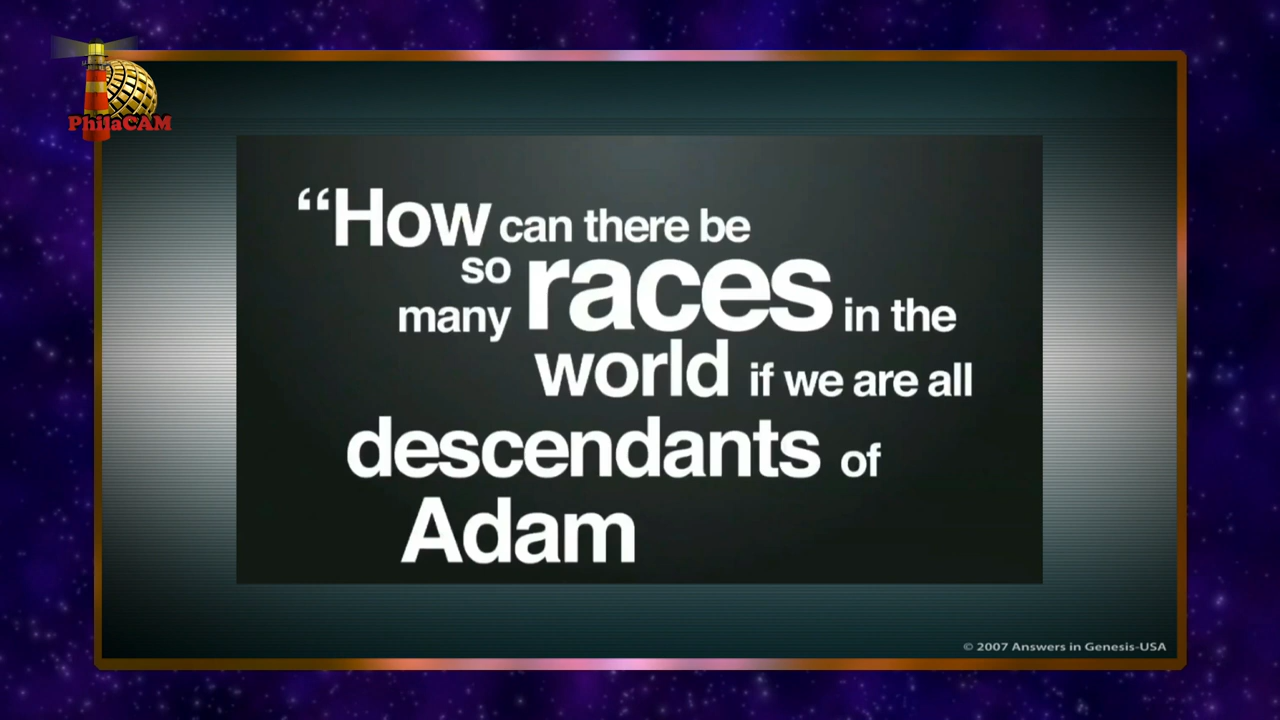 PhilaCAM
“How can there be
so
many races in the
world if we are all
descendants of
Adam
© 2007 Answers in Genesis-USA